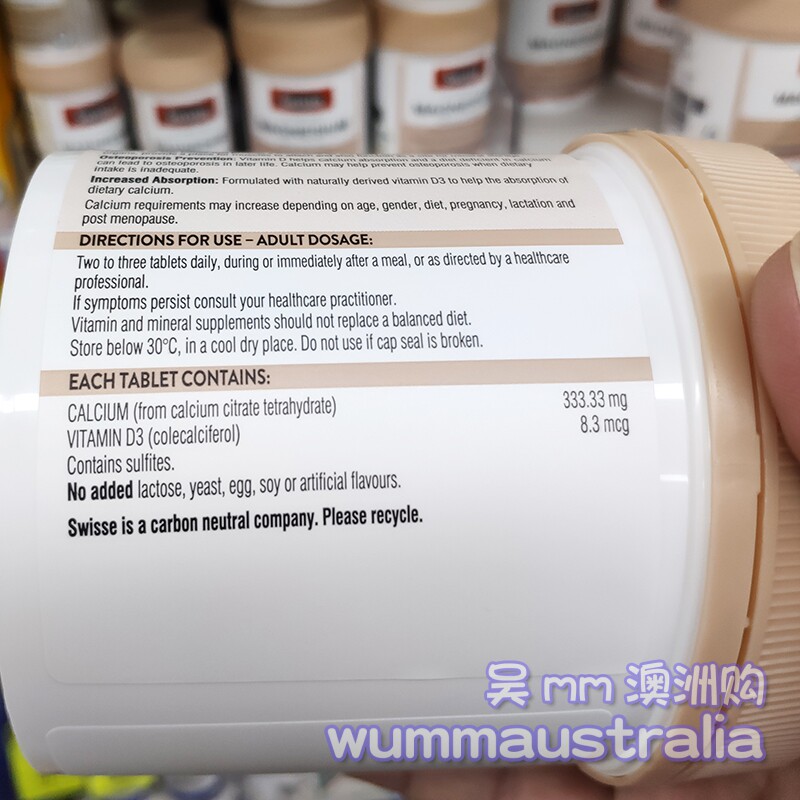 Osteoporosis Prevention: Vitamin D helps calcium absorption and a diet deficient in calcium
can lead to osteoporosis in later life. Calcium may help prevent osteoporosis when dietary
intake is inadequate.
Increased Absorption: Formulated with naturally derived vitamin D3 to help the absorption of
dietary calcium.
Calcium requirements may increase depending on age, gender, diet, pregnancy, lactation and
post menopause.
DIRECTIONS FOR USE – ADULT DOSAGE:
Two to three tablets daily, during or immediately after a meal, or as directed by a healthcare
professional.
If symptoms persist consult your healthcare practitioner.
Vitamin and mineral supplements should not replace a balanced diet.
Store below 30°C, in a cool dry place. Do not use if cap seal is broken.
EACH TABLET CONTAINS:
CALCIUM (from calcium citrate tetrahydrate) 333.33 mg
VITAMIN D3 (colecalciferol) 8.3 mcg
Contains sulfites.
No added lactose, yeast, egg, soy or artificial flavours.
Swisse is a carbon neutral company. Please recycle.
吴mm澳洲购
wummaustralia